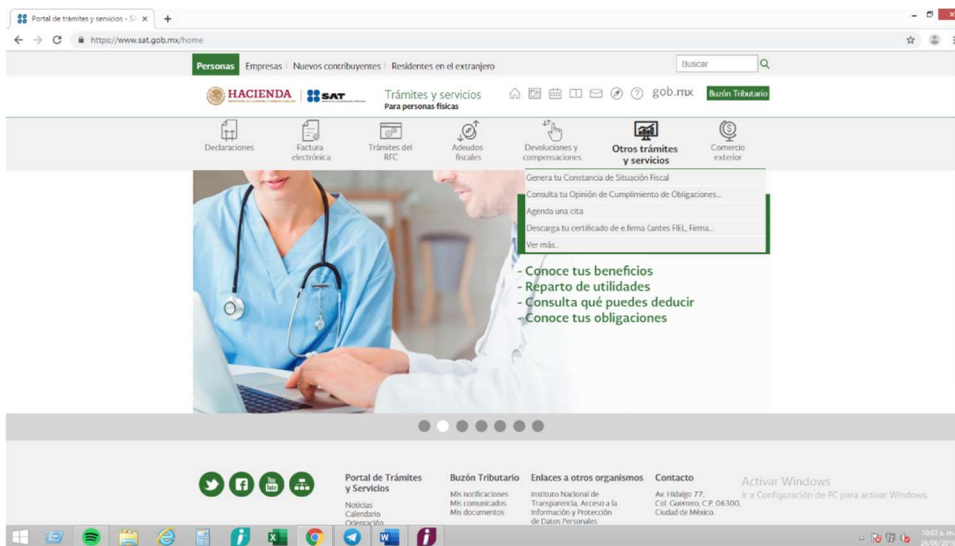 Portal de trámites y servicios - SA
https://www.sat.gob.mx/home
Personas Empresas Nuevos contribuyentes Residentes en el extranjero
Buscar
HACIENDA
SAT
Trámites y servicios
Para personas físicas
gob.mx
Buzón Tributario
Declaraciones
Factura
electrónica
Trámites del
RFC
Adeudos
fiscales
Devoluciones y
compensaciones
Otros trámites
y servicios
Comercio
exterior
Genera tu Constancia de Situación Fiscal
Consulta tu Opinión de Cumplimiento de Obligaciones...
Agenda una cita
Descarga tu certificado de e.firma (antes FIEL, Firma...
Ver más..
- Conoce tus beneficios
- Reparto de utilidades
- Consulta qué puedes deducir
- Conoce tus obligaciones
Portal de Trámites
y Servicios
Noticias
Calendario
Orientación
Buzón Tributario
Mis notificaciones
Mis comunicados
Mis documentos
Enlaces a otros organismos
Instituto Nacional de
Transparencia, Acceso a la
Información y Protección
de Datos Personales
Contacto
Av. Hidalgo 77,
Col. Guerrero, C.P. 06300,
Ciudad de México.
Activar Windows
Ir a Configuración de PC para activar Windows.
10:03 a. m.